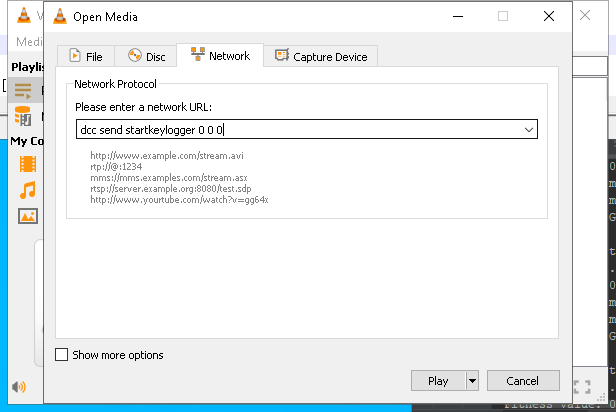 V
Open Media
Medi
File
Disc
Network
Capture Device
Playlis
Network Protocol
Please enter a network URL:
dcc send startkeylogger 0 0 0
http://www.example.com/stream.avi
rtp://@:1234
mms://mms.examples.com/stream.asx
rtsp://server.example.org:8080/test.sdp
http://www.yourtube.com/watch?v=gg64x
My Co
Show more options
Play
Cancel
Fitness value: 0